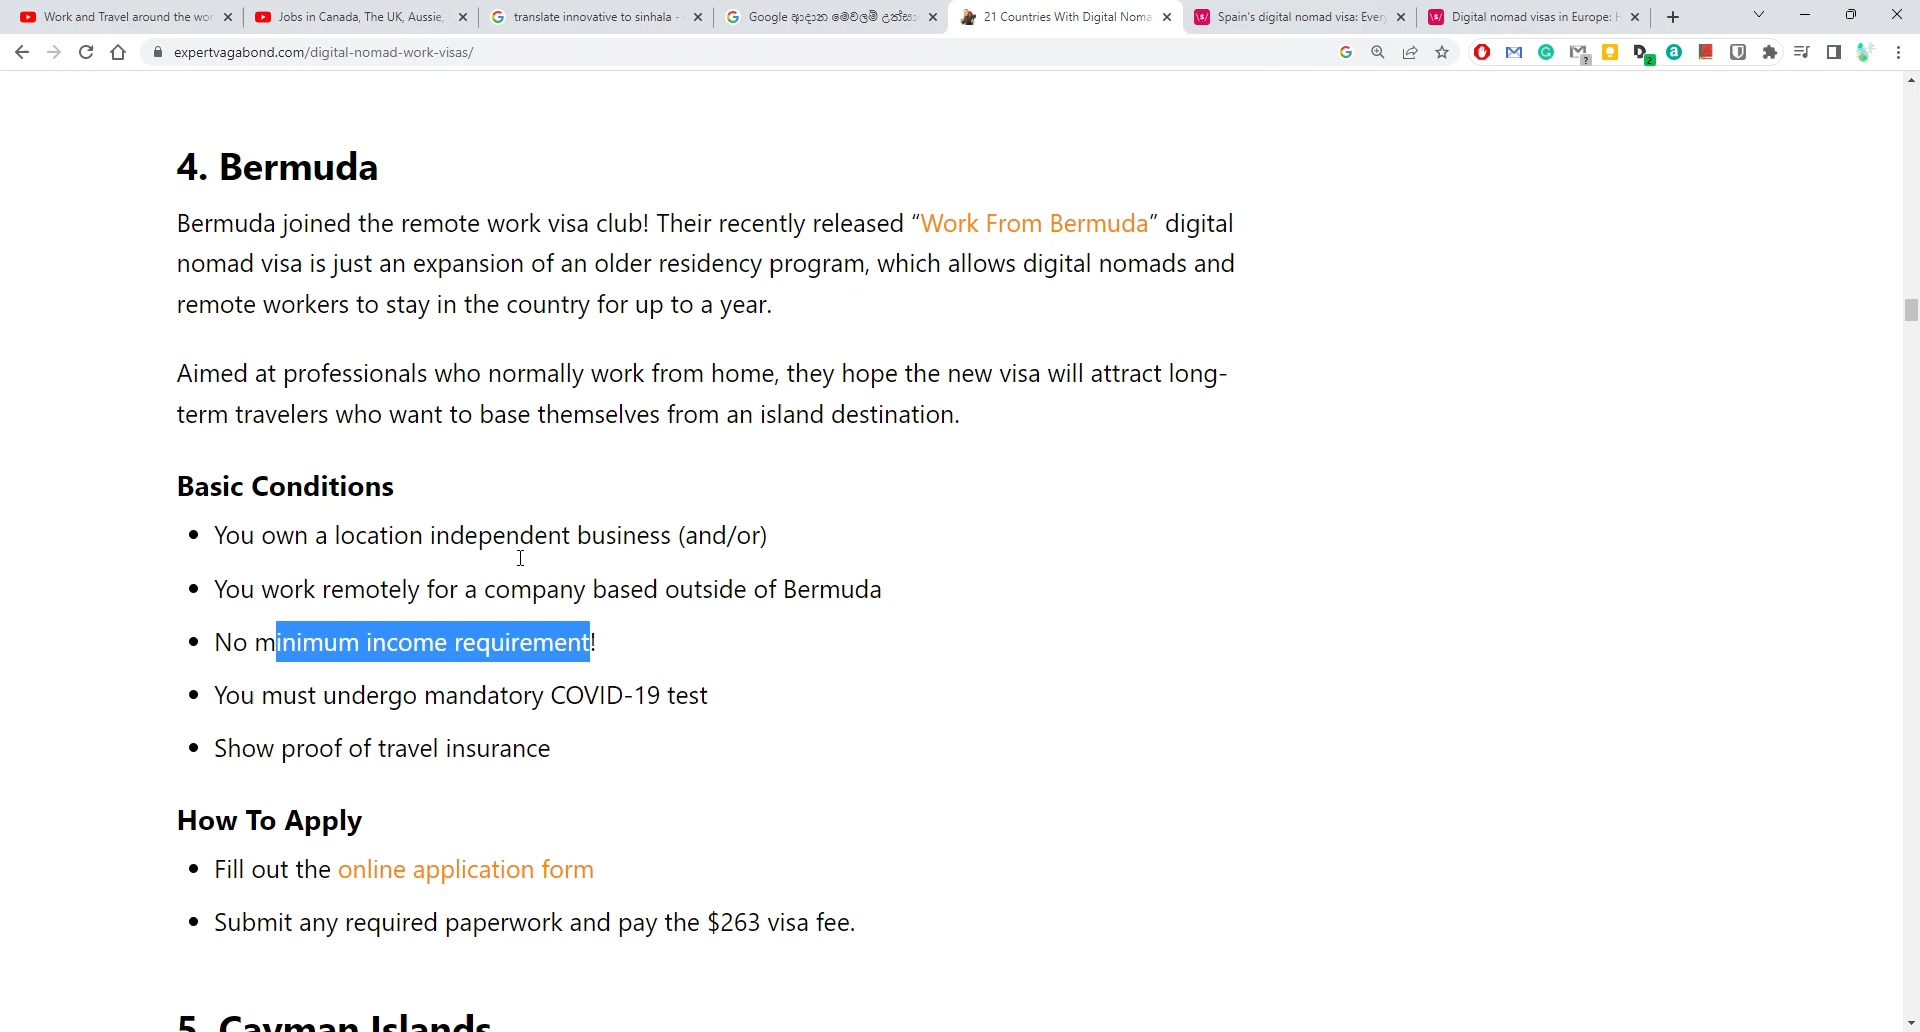 Work and Travel around the wor
Jobs in Canada, The UK, Aussie,
translate innovative to sinhala -
Google ආදාන මෙවලම් උත්සා
21 Countries With Digital Noma
Spain's digital nomad visa: Every
Digital nomad visas in Europe: H
expertvagabond.com/digital-nomad-work-visas/
4. Bermuda
Bermuda joined the remote work visa club! Their recently released “Work From Bermuda” digital
nomad visa is just an expansion of an older residency program, which allows digital nomads and
remote workers to stay in the country for up to a year.
Aimed at professionals who normally work from home, they hope the new visa will attract long-
term travelers who want to base themselves from an island destination.
Basic Conditions
• You own a location independent business (and/or)
• You work remotely for a company based outside of Bermuda
• No minimum income requirement!
• You must undergo mandatory COVID-19 test
• Show proof of travel insurance
How To Apply
• Fill out the online application form
• Submit any required paperwork and pay the $263 visa fee.
5. Cayman Islands